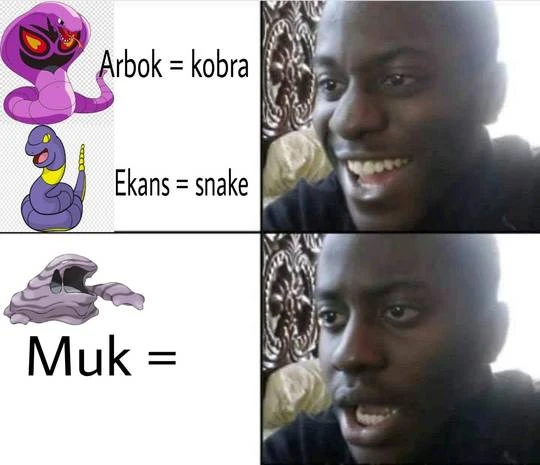 Arbok = kobra
Ekans = snake
Muk =